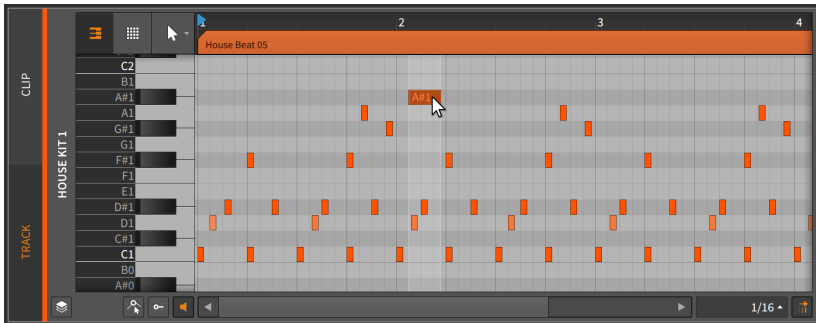 1 2 3 4
House Beat 05
CLIP
TRACK
HOUSE KIT 1
C2
B1
A#1
A1
G#1
G1
F#1
F1
E1
D#1
D1
C#1
C1
B0
A#0
A#1
1/16